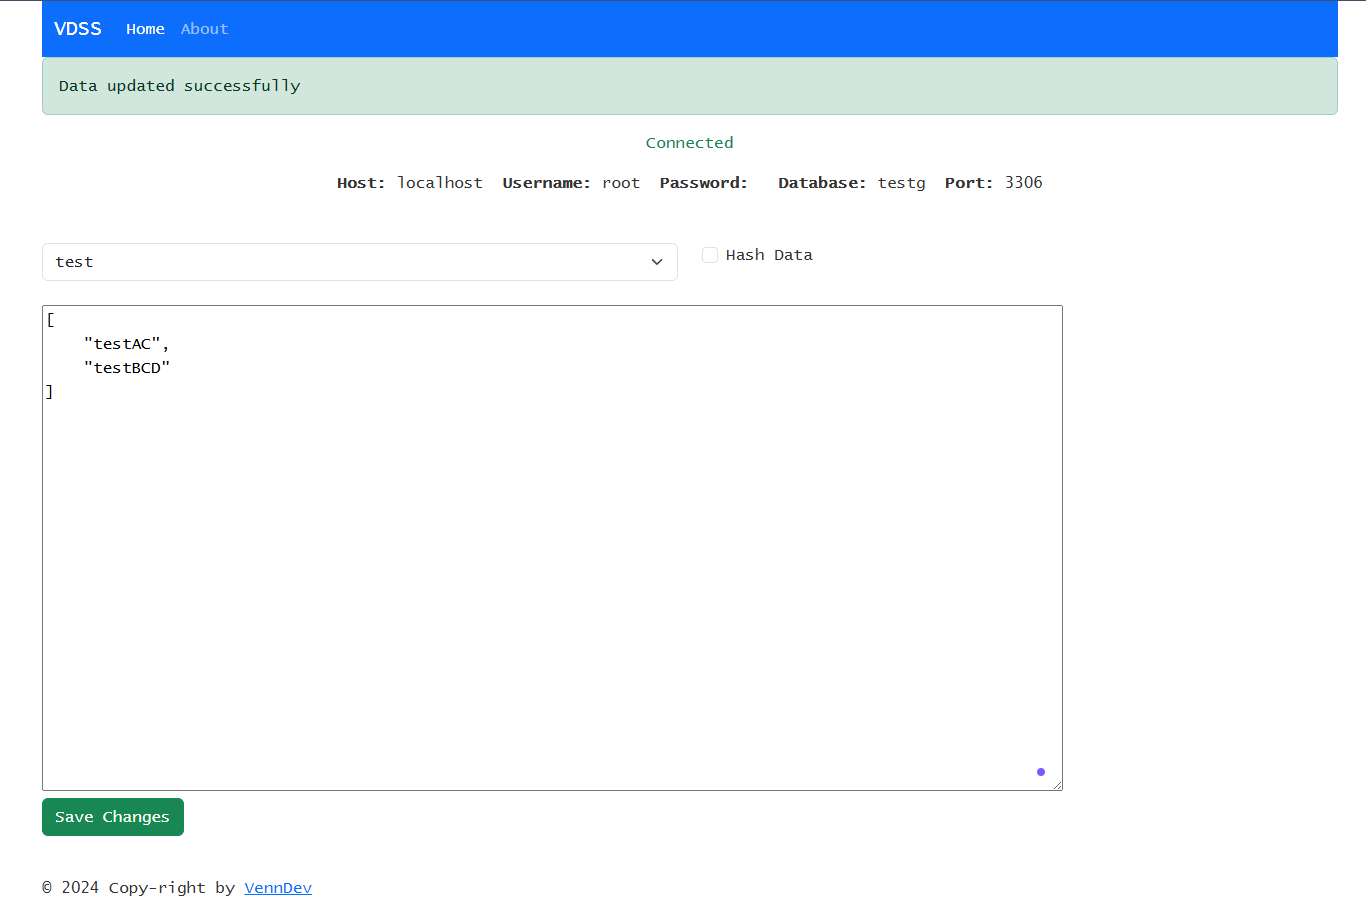 VDSS Home About
Data updated successfully
Connected
Host: localhost Username: root Password: Database: testg Port: 3306
test
Hash Data
[
    "testAC",
    "testBCD"
]
Save Changes
© 2024 Copy-right by VennDev